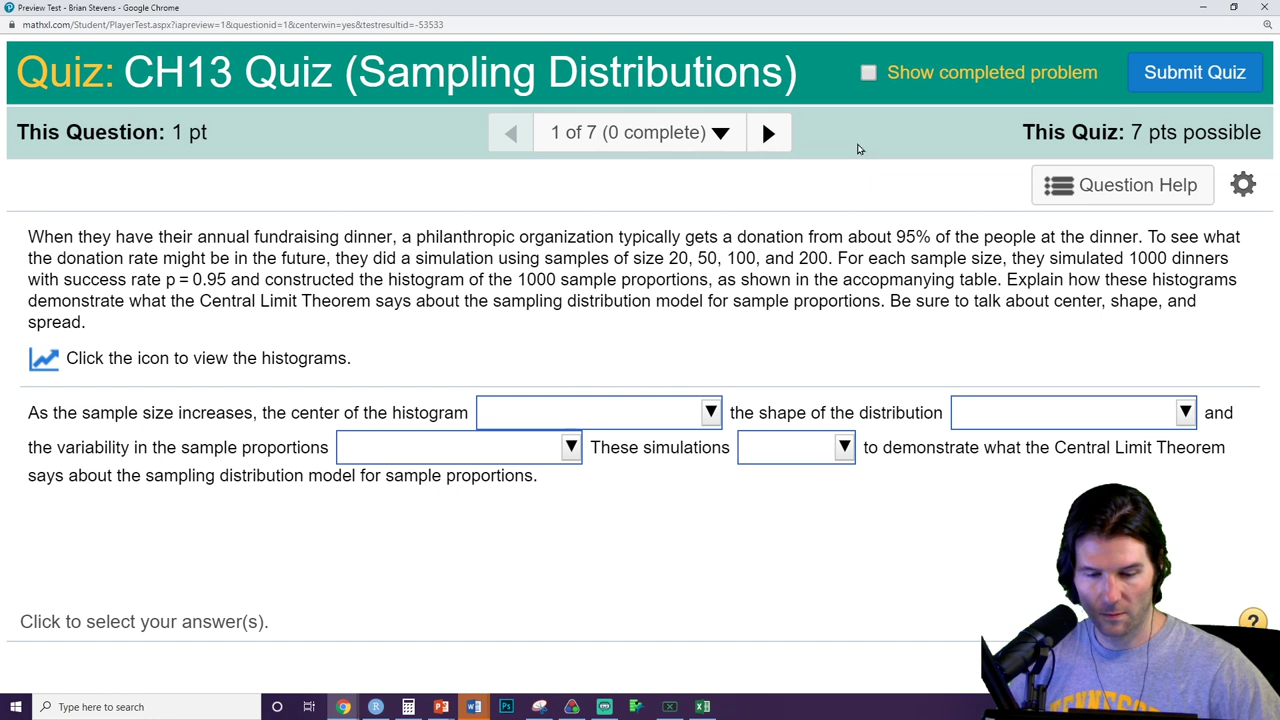 Preview Test - Brian Stevens - Google Chrome
mathxl.com/Student/PlayerTest.aspx?iapreview=1&questionid=1&centerwin=yes&testresultid=-53533
Quiz: CH13 Quiz (Sampling Distributions)
Show completed problem
Submit Quiz
This Question: 1 pt
1 of 7 (0 complete)
This Quiz: 7 pts possible
Question Help
When they have their annual fundraising dinner, a philanthropic organization typically gets a donation from about 95% of the people at the dinner. To see what
the donation rate might be in the future, they did a simulation using samples of size 20, 50, 100, and 200. For each sample size, they simulated 1000 dinners
with success rate p = 0.95 and constructed the histogram of the 1000 sample proportions, as shown in the accopmanying table. Explain how these histograms
demonstrate what the Central Limit Theorem says about the sampling distribution model for sample proportions. Be sure to talk about center, shape, and
spread.
Click the icon to view the histograms.
As the sample size increases, the center of the histogram the shape of the distribution and
the variability in the sample proportions These simulations to demonstrate what the Central Limit Theorem
says about the sampling distribution model for sample proportions.
Click to select your answer(s).
?
Type here to search